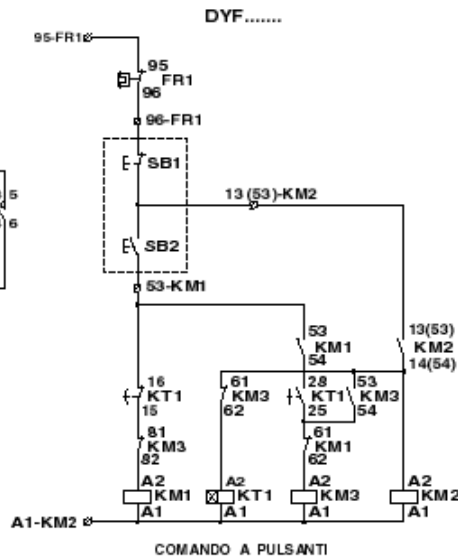 DYF.......
95-FR1
95
FR1
96
96-FR1
SB1
13(53)-KM2
5
6
SB2
53-KM1
53
KM1
54
13(53)
KM2
14(54)
16
KT1
15
61
KM3
62
28
KT1
25
53
KM3
54
81
KM3
82
61
KM1
62
A2
KM1
A1
A2
KT1
A1
A2
KM3
A1
A2
KM2
A1
A1-KM2
COMANDO A PULSANTI